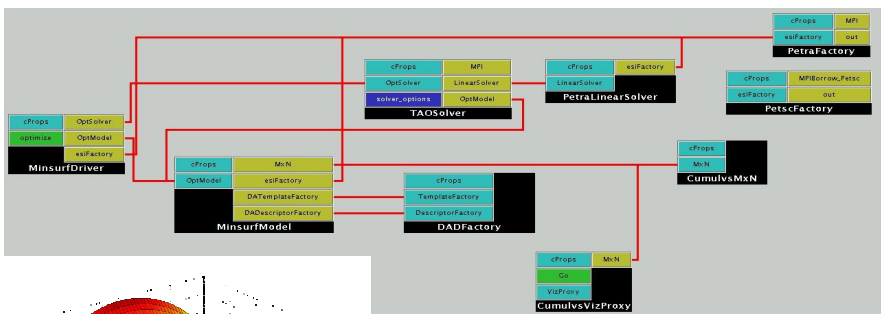 cProps MPI
esiFactory out
PetraFactory
cProps MPI
OptSolver LinearSolver
solver_options OptModel
TAOSolver
cProps esiFactory
LinearSolver
PetraLinearSolver
cProps MPIBorrow_Petsc
esiFactory out
PetscFactory
cProps OptSolver
optimize OptModel
esiFactory
MinsurfDriver
cProps MxN
OptModel esiFactory
DATemplateFactory
DADescriptorFactory
MinsurfModel
cProps
TemplateFactory
DescriptorFactory
DADFactory
cProps
MxN
CumulvsMxN
cProps MxN
Go
VizProxy
CumulvsVizProxy